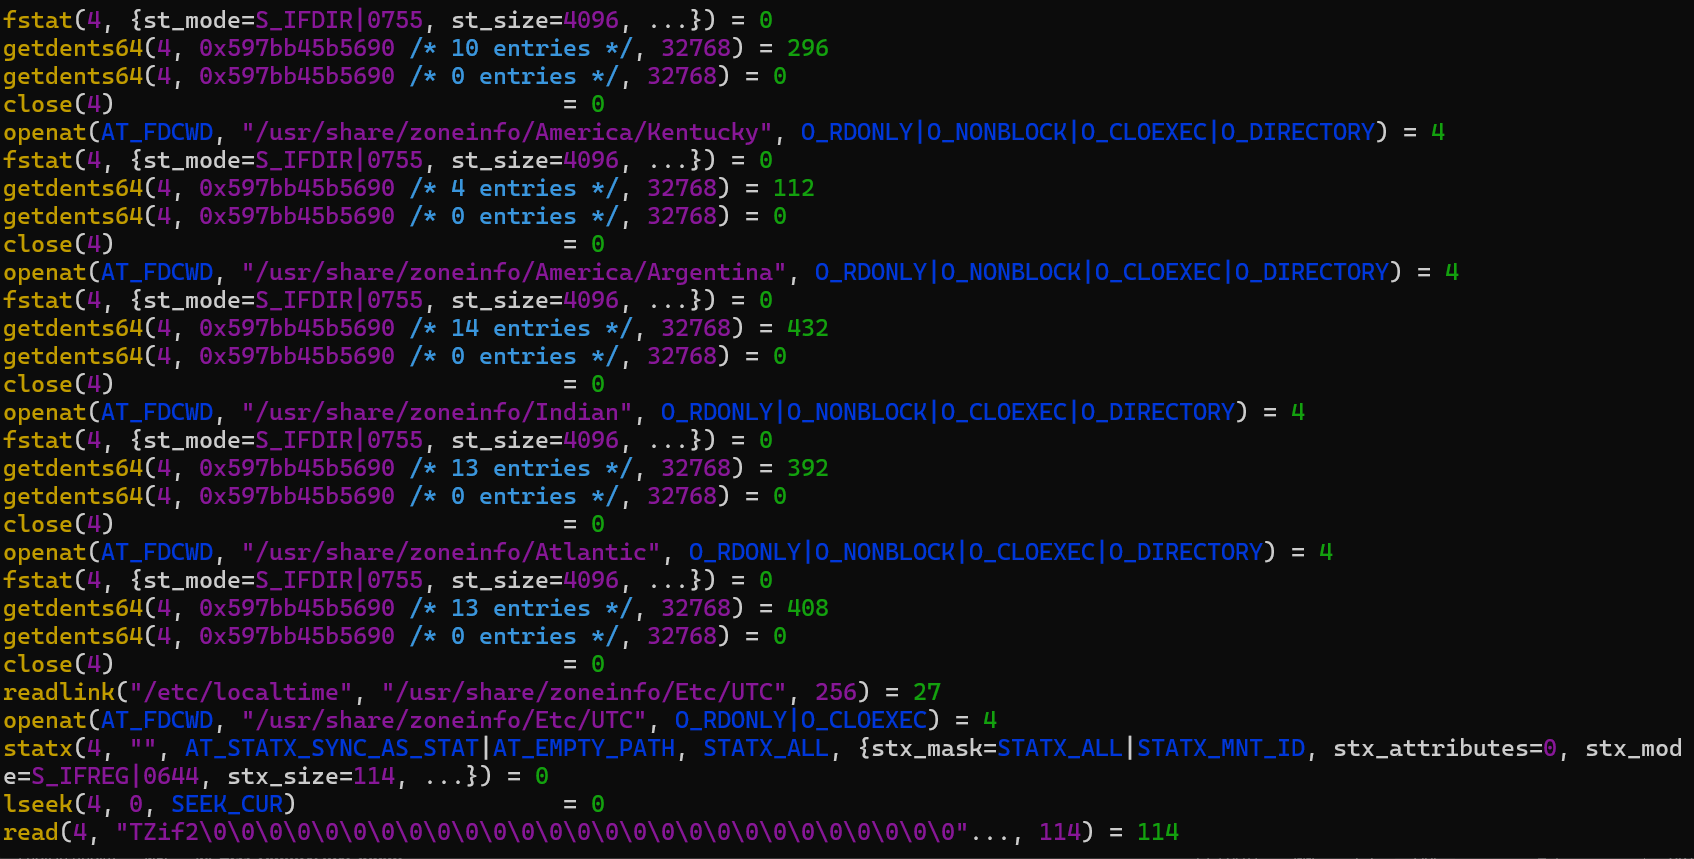 fstat(4, {st_mode=S_IFDIR|0755, st_size=4096, ...}) = 0
getdents64(4, 0x597bb45b5690 /* 10 entries */, 32768) = 296
getdents64(4, 0x597bb45b5690 /* 0 entries */, 32768) = 0
close(4)                                = 0
openat(AT_FDCWD, "/usr/share/zoneinfo/America/Kentucky", O_RDONLY|O_NONBLOCK|O_CLOEXEC|O_DIRECTORY) = 4
fstat(4, {st_mode=S_IFDIR|0755, st_size=4096, ...}) = 0
getdents64(4, 0x597bb45b5690 /* 4 entries */, 32768) = 112
getdents64(4, 0x597bb45b5690 /* 0 entries */, 32768) = 0
close(4)                                = 0
openat(AT_FDCWD, "/usr/share/zoneinfo/America/Argentina", O_RDONLY|O_NONBLOCK|O_CLOEXEC|O_DIRECTORY) = 4
fstat(4, {st_mode=S_IFDIR|0755, st_size=4096, ...}) = 0
getdents64(4, 0x597bb45b5690 /* 14 entries */, 32768) = 432
getdents64(4, 0x597bb45b5690 /* 0 entries */, 32768) = 0
close(4)                                = 0
openat(AT_FDCWD, "/usr/share/zoneinfo/Indian", O_RDONLY|O_NONBLOCK|O_CLOEXEC|O_DIRECTORY) = 4
fstat(4, {st_mode=S_IFDIR|0755, st_size=4096, ...}) = 0
getdents64(4, 0x597bb45b5690 /* 13 entries */, 32768) = 392
getdents64(4, 0x597bb45b5690 /* 0 entries */, 32768) = 0
close(4)                                = 0
openat(AT_FDCWD, "/usr/share/zoneinfo/Atlantic", O_RDONLY|O_NONBLOCK|O_CLOEXEC|O_DIRECTORY) = 4
fstat(4, {st_mode=S_IFDIR|0755, st_size=4096, ...}) = 0
getdents64(4, 0x597bb45b5690 /* 13 entries */, 32768) = 408
getdents64(4, 0x597bb45b5690 /* 0 entries */, 32768) = 0
close(4)                                = 0
readlink("/etc/localtime", "/usr/share/zoneinfo/Etc/UTC", 256) = 27
openat(AT_FDCWD, "/usr/share/zoneinfo/Etc/UTC", O_RDONLY|O_CLOEXEC) = 4
statx(4, "", AT_STATX_SYNC_AS_STAT|AT_EMPTY_PATH, STATX_ALL, {stx_mask=STATX_ALL|STATX_MNT_ID, stx_attributes=0, stx_mod
e=S_IFREG|0644, stx_size=114, ...}) = 0
lseek(4, 0, SEEK_CUR)                   = 0
read(4, "TZif2\0\0\0\0\0\0\0\0\0\0\0\0\0\0\0\0\0\0\0\0\0\0\0\0\0\0\0"..., 114) = 114